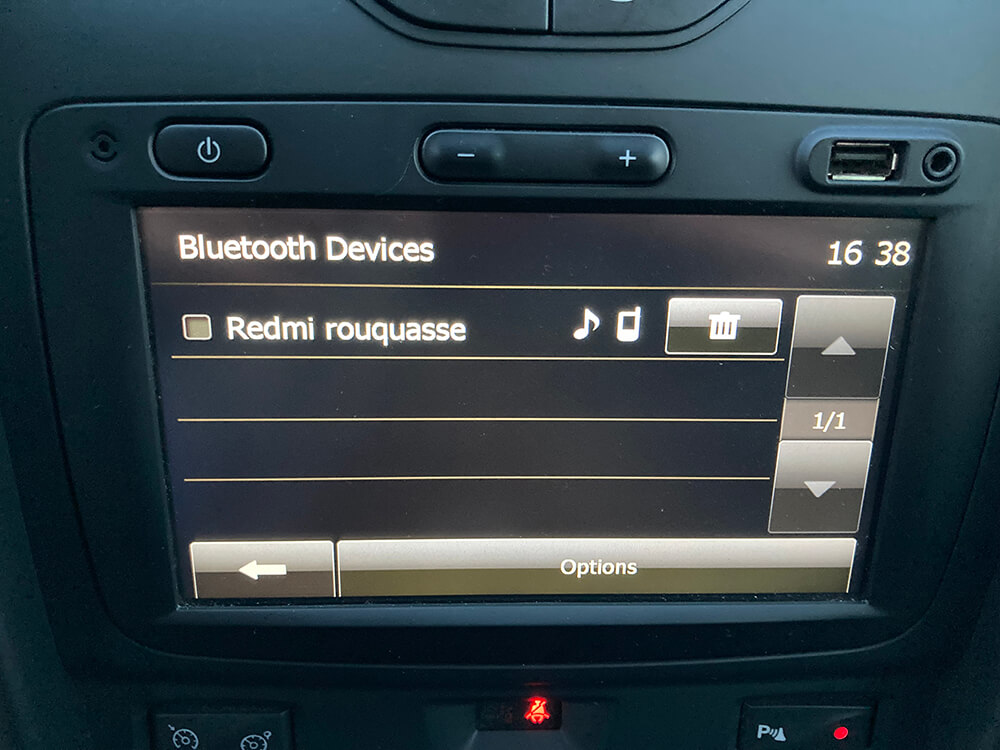 Bluetooth Devices 16 38
Redmi rouquasse
1/1
Options
P